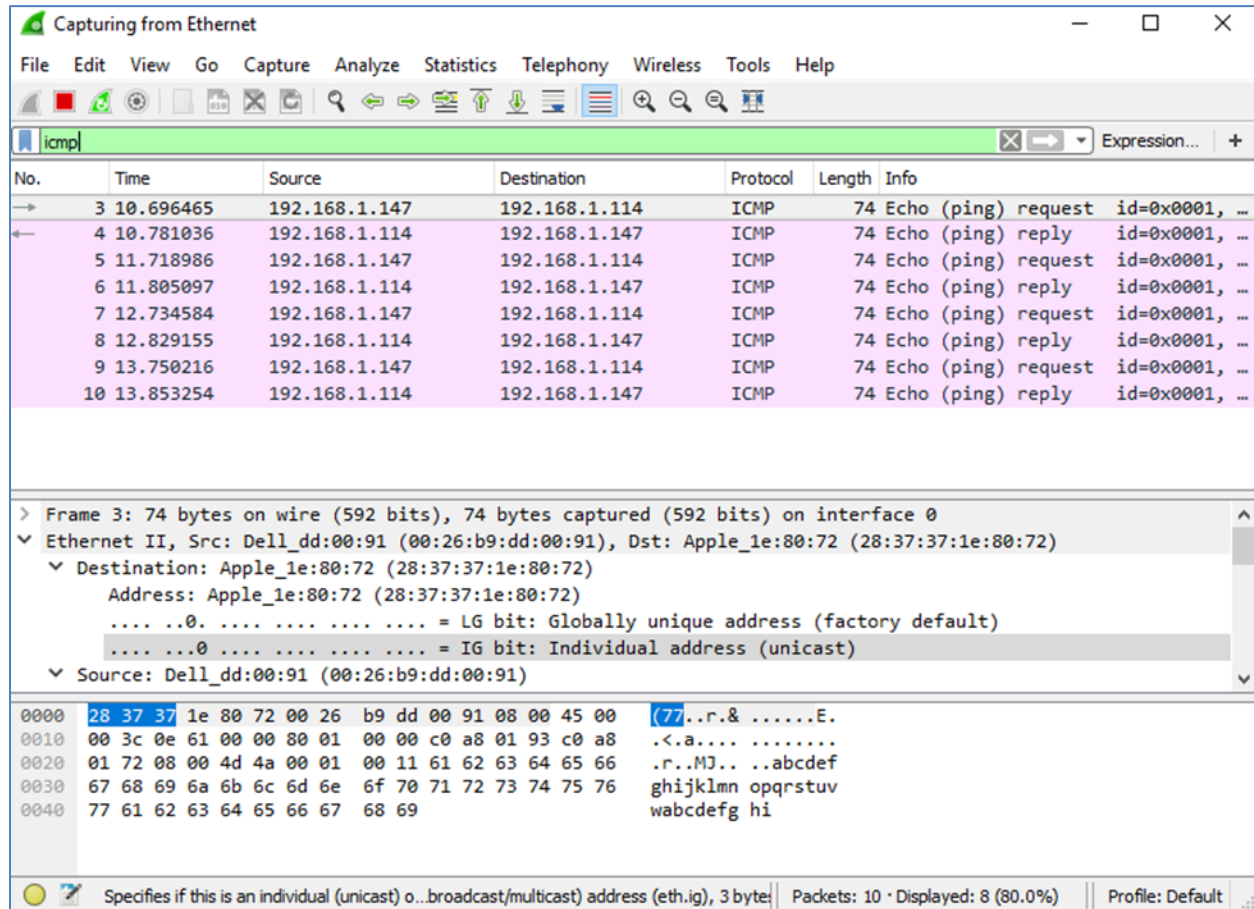 Capturing from Ethernet
File Edit View Go Capture Analyze Statistics Telephony Wireless Tools Help
icmp Expression... +
No. Time Source Destination Protocol Length Info
3 10.696465 192.168.1.147 192.168.1.114 ICMP 74 Echo (ping) request id=0x0001, …
4 10.781036 192.168.1.114 192.168.1.147 ICMP 74 Echo (ping) reply id=0x0001, …
5 11.718986 192.168.1.147 192.168.1.114 ICMP 74 Echo (ping) request id=0x0001, …
6 11.805097 192.168.1.114 192.168.1.147 ICMP 74 Echo (ping) reply id=0x0001, …
7 12.734584 192.168.1.147 192.168.1.114 ICMP 74 Echo (ping) request id=0x0001, …
8 12.829155 192.168.1.114 192.168.1.147 ICMP 74 Echo (ping) reply id=0x0001, …
9 13.750216 192.168.1.147 192.168.1.114 ICMP 74 Echo (ping) request id=0x0001, …
10 13.853254 192.168.1.114 192.168.1.147 ICMP 74 Echo (ping) reply id=0x0001, …
Frame 3: 74 bytes on wire (592 bits), 74 bytes captured (592 bits) on interface 0
Ethernet II, Src: Dell_dd:00:91 (00:26:b9:dd:00:91), Dst: Apple_1e:80:72 (28:37:37:1e:80:72)
Destination: Apple_1e:80:72 (28:37:37:1e:80:72)
Address: Apple_1e:80:72 (28:37:37:1e:80:72)
.... ..0. .... .... .... .... = LG bit: Globally unique address (factory default)
.... ...0 .... .... .... .... = IG bit: Individual address (unicast)
Source: Dell_dd:00:91 (00:26:b9:dd:00:91)
0000 28 37 37 1e 80 72 00 26 b9 dd 00 91 08 00 45 00 (77..r.& ......E.
0010 00 3c 0e 61 00 00 80 01 00 00 c0 a8 01 93 c0 a8 .<.a.... ........
0020 01 72 08 00 4d 4a 00 01 00 11 61 62 63 64 65 66 .r..MJ.. ..abcdef
0030 67 68 69 6a 6b 6c 6d 6e 6f 70 71 72 73 74 75 76 ghijklmn opqrstuv
0040 77 61 62 63 64 65 66 67 68 69 wabcdefg hi
Specifies if this is an individual (unicast) o…broadcast/multicast) address (eth.ig), 3 bytes Packets: 10 · Displayed: 8 (80.0%) Profile: Default